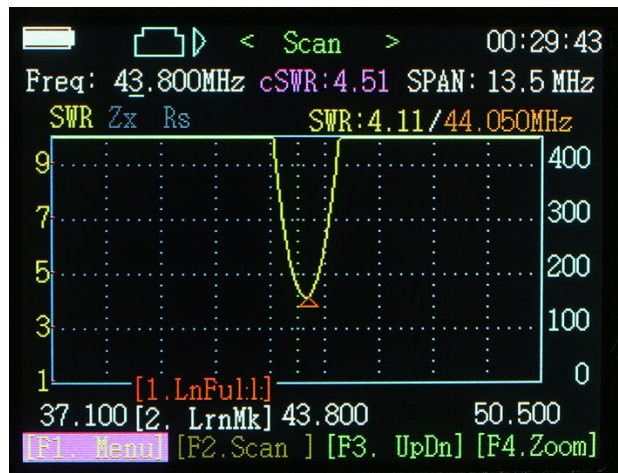 < Scan > 00:29:43
Freq: 43.800MHz cSWR:4.51 SPAN: 13.5 MHz
SWR Zx Rs SWR:4.11/44.050MHz
9 400
7 300
5 200
3 100
1 0
[1.LnFul:l:]
37.100 [2. LrnMk] 43.800 50.500
[F1. Menu] [F2.Scan ] [F3. UpDn] [F4.Zoom]